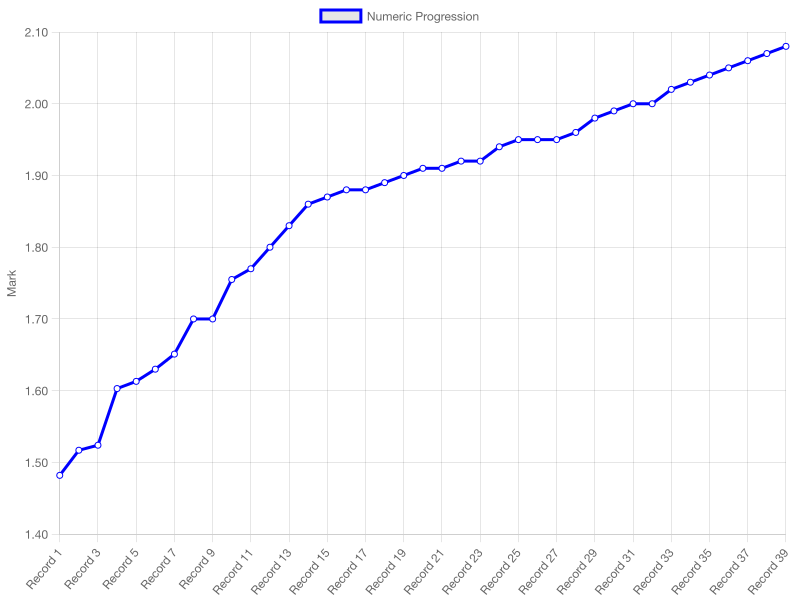 Numeric Progression
2.10
2.00
1.90
1.80
1.70
1.60
1.50
1.40
Mark
Record 1
Record 3
Record 5
Record 7
Record 9
Record 11
Record 13
Record 15
Record 17
Record 19
Record 21
Record 23
Record 25
Record 27
Record 29
Record 31
Record 33
Record 35
Record 37
Record 39